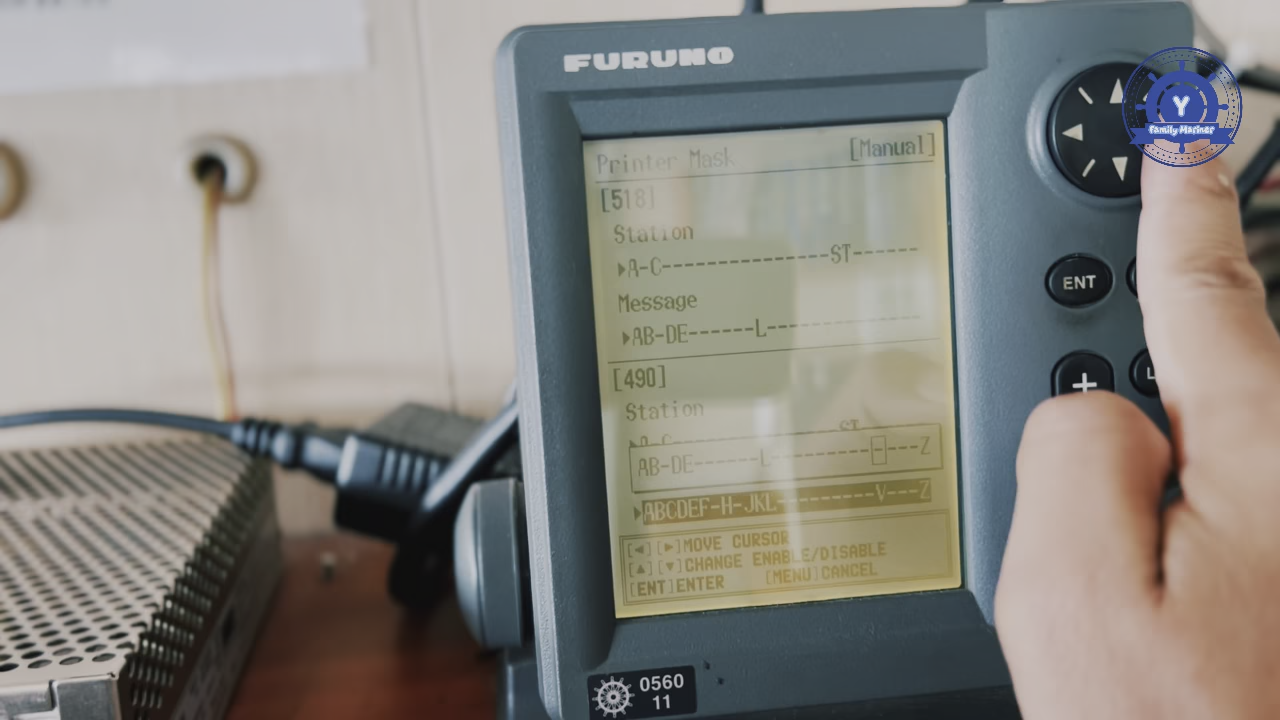 FURUNO
Printer Mask [Manual]
[518]
Station
▶A-C---------------ST------
Message
▶AB-DE------L--------------
[490]
Station
AB-DE------L---------[-]---Z
▶ABCDEF-H-JKL---------V---Z
[◀] [▶]MOVE CURSOR
[▲] [▼]CHANGE ENABLE/DISABLE
[ENT]ENTER [MENU]CANCEL
ENT
+
Y
Family Mariner
0560
11